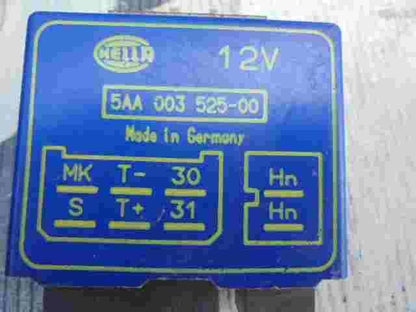 HELLA 12V
5AA 003 525-00
Made in Germany
MK T- 30 Hn
S T+ 31 Hn